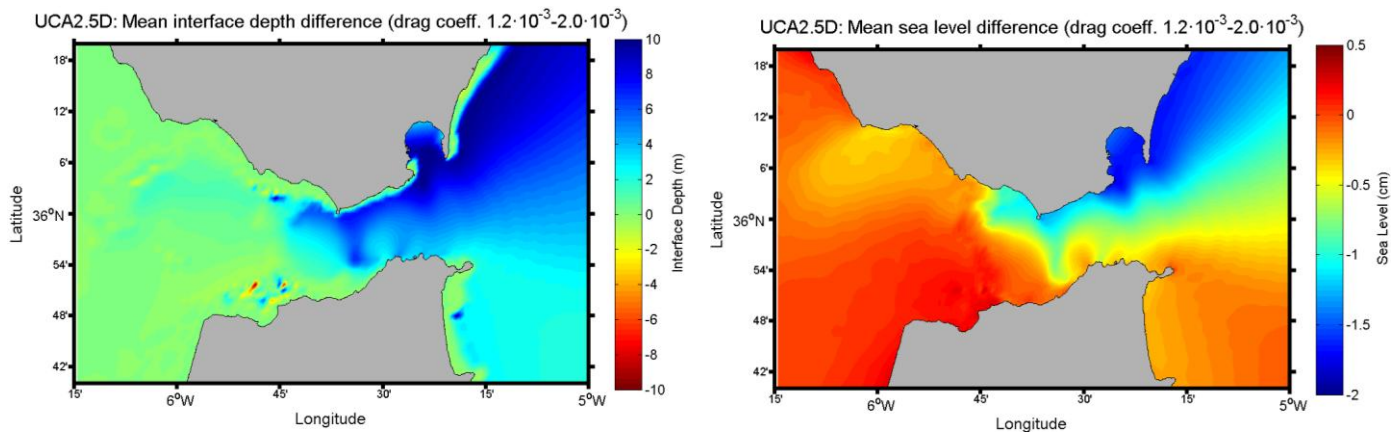 UCA2.5D: Mean interface depth difference (drag coeff. 1.2·10⁻³-2.0·10⁻³)
18'
12'
6'
36°N
54'
48'
42'
Latitude
15'
6°W
45'
30'
15'
5°W
Longitude
10
8
6
4
2
0
-2
-4
-6
-8
-10
Interface Depth (m)
UCA2.5D: Mean sea level difference (drag coeff. 1.2·10⁻³-2.0·10⁻³)
18'
12'
6'
36°N
54'
48'
42'
Latitude
15'
6°W
45'
30'
15'
5°W
Longitude
0.5
0
-0.5
-1
-1.5
-2
Sea Level (cm)